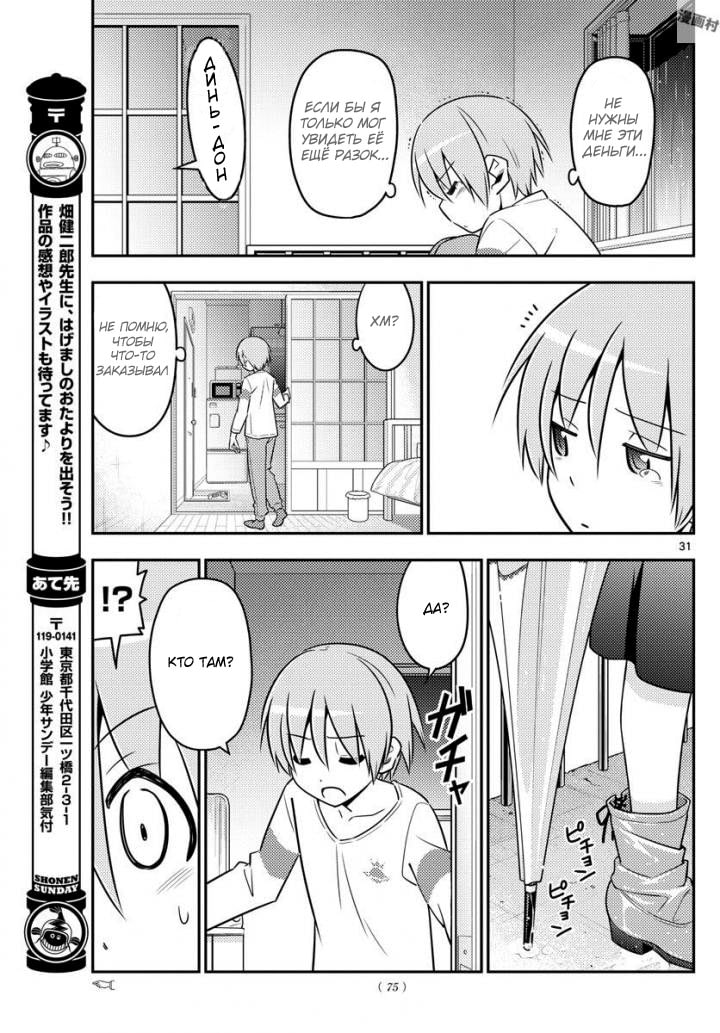 漫画村
НЕ
НУЖНЫ
МНЕ ЭТИ
ДЕНЬГИ...
ЕСЛИ БЫ Я
ТОЛЬКО МОГ
УВИДЕТЬ ЕЁ
ЕЩЁ РАЗОК...
ДИНЬ-ДОН
ХМ?
НЕ ПОМНЮ,
ЧТОБЫ
ЧТО-ТО
ЗАКАЗЫВАЛ
31
ピチョン
ピチョン
ДА?
ガチャ
КТО ТАМ?
!?
〒
畑健二郎先生に、はげましのおたよりを出そう!!
作品の感想やイラストも待ってます♪
あて先
〒
119-0141
東京都千代田区一ツ橋2-3-1
小学館 少年サンデー編集部気付
SHONEN
SUNDAY
( 75 )